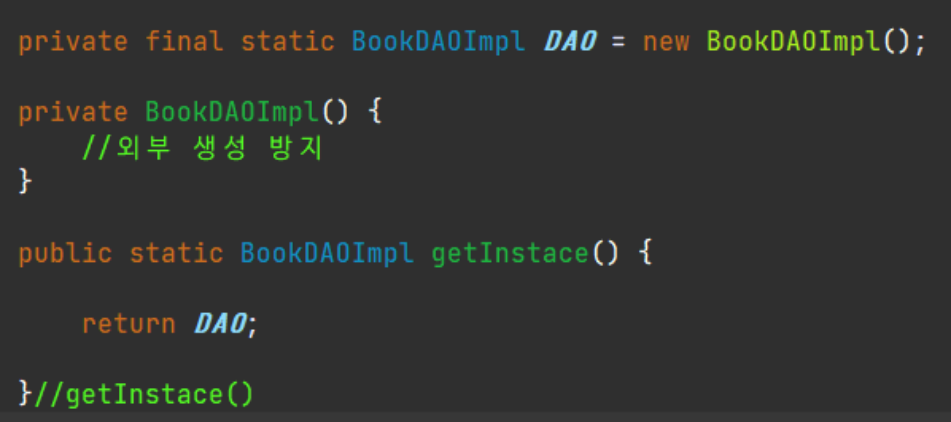 private final static BookDAOImpl DAO = new BookDAOImpl();
private BookDAOImpl() {
//외부 생성 방지
}
public static BookDAOImpl getInstace() {
return DAO;
}//getInstace()